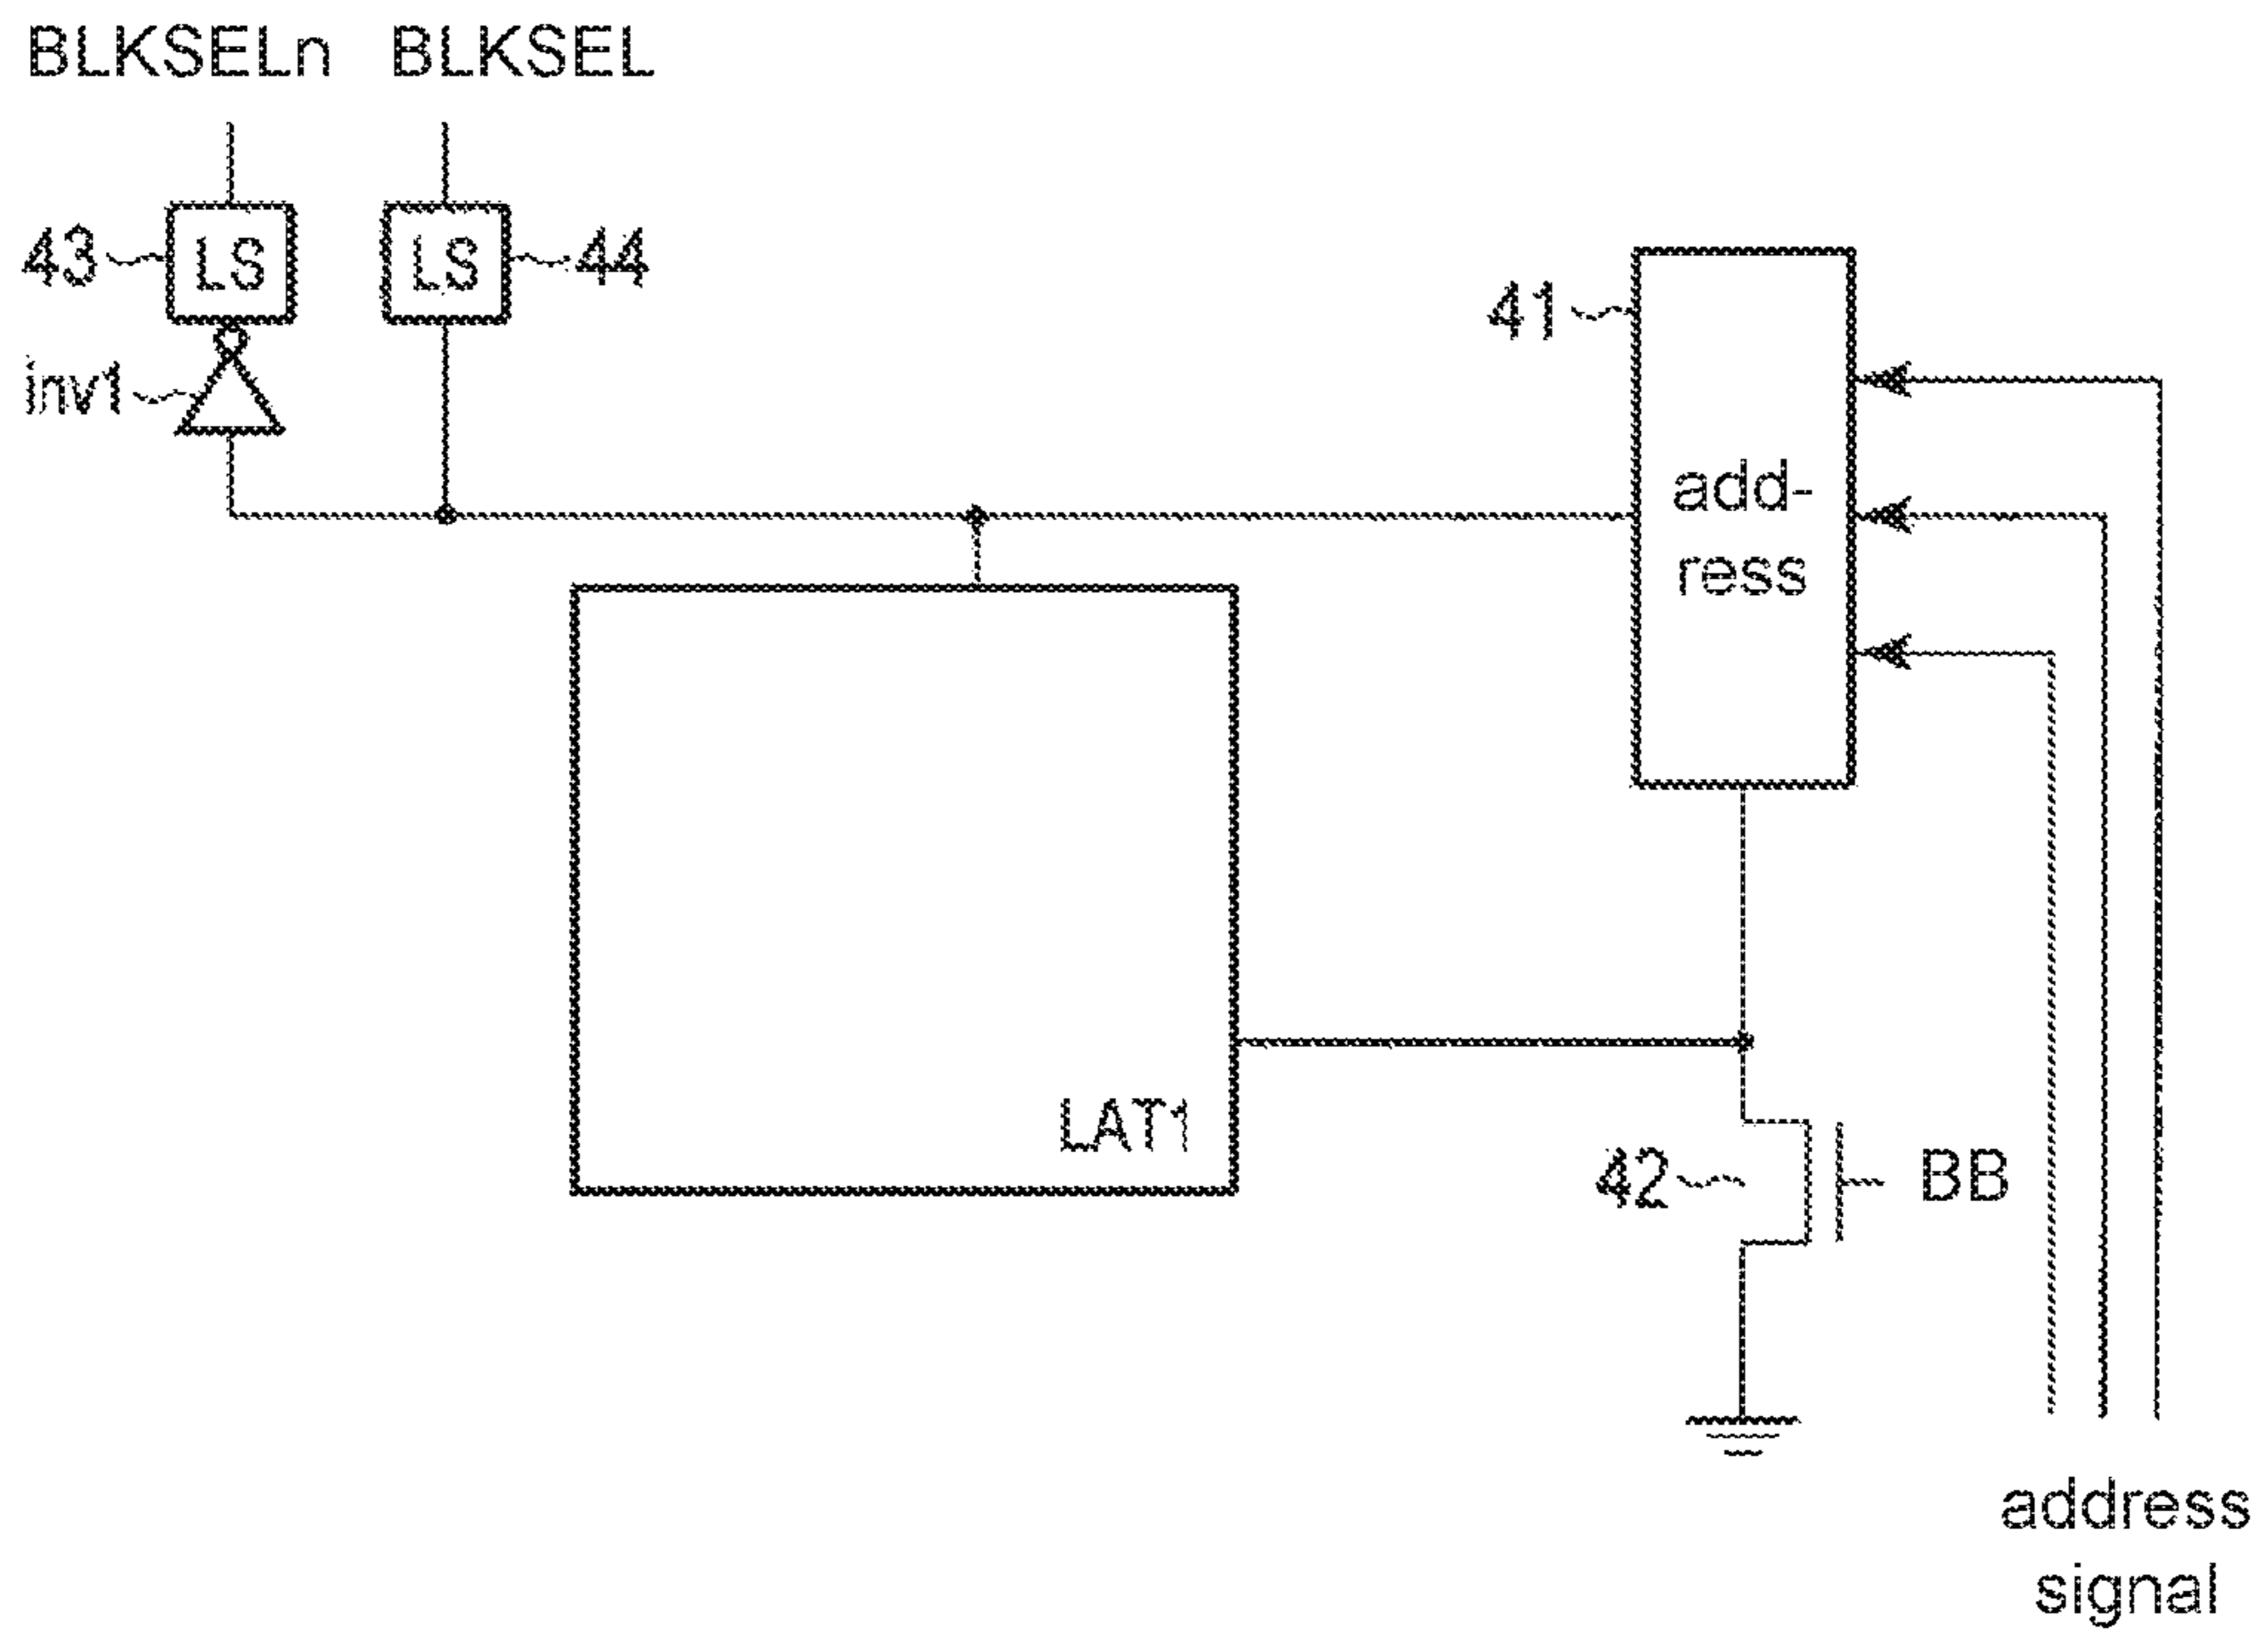 BLKSELn BLKSEL
43 LS LS 44
41
inv1
add-
ress
LAT1
42 BB
address
signal